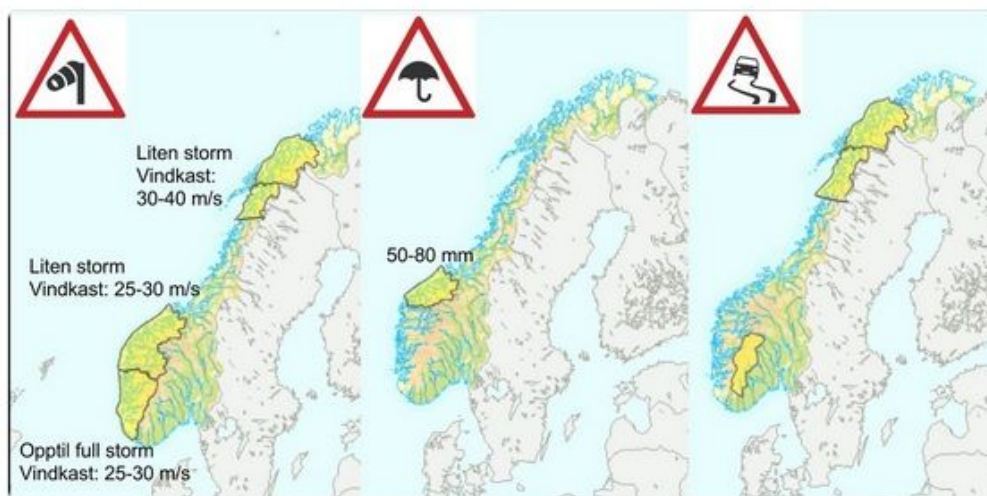 Liten storm
Vindkast:
30-40 m/s
Liten storm
Vindkast: 25-30 m/s
Opptil full storm
Vindkast: 25-30 m/s
50-80 mm